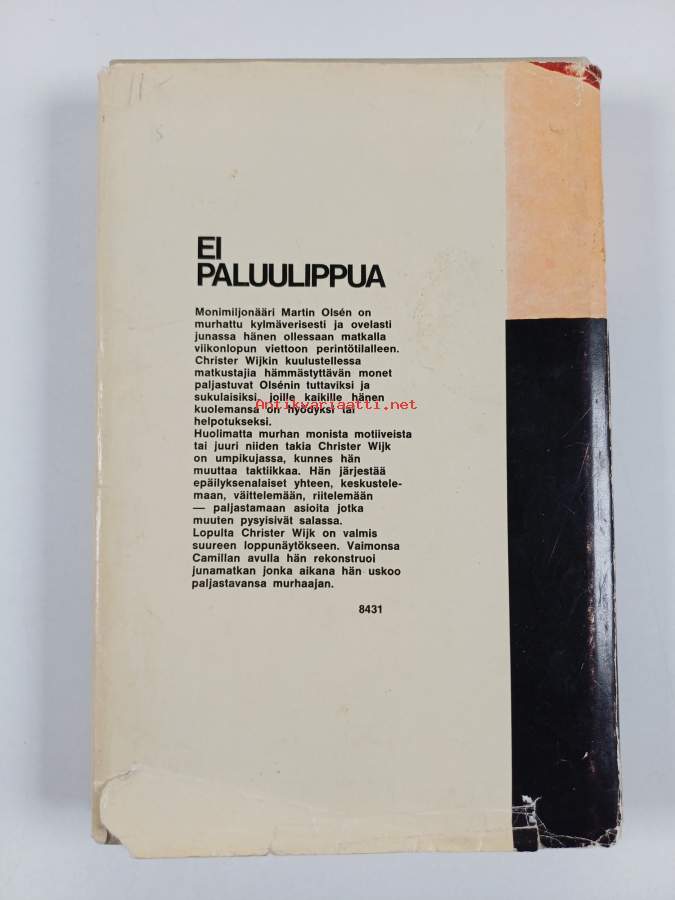 11-
s
EI
PALUULIPPUA
Monimiljonääri Martin Olsén on
murhattu kylmäverisesti ja ovelasti
junassa hänen ollessaan matkalla
viikonlopun viettoon perintötilalleen.
Christer Wijkin kuulustellessa
matkustajia hämmästyttävän monet
paljastuvat Olsénin tuttaviksi ja
sukulaisiksi, joille kaikille hänen
Antikvariaatti.net
kuolemansa on hyödyksi tai
helpotukseksi.
Huolimatta murhan monista motiiveista
tai juuri niiden takia Christer Wijk
on umpikujassa, kunnes hän
muuttaa taktiikkaa. Hän järjestää
epäilyksenalaiset yhteen, keskustele-
maan, väittelemään, riitelemään
— paljastamaan asioita jotka
muuten pysyisivät salassa.
Lopulta Christer Wijk on valmis
suureen loppunäytökseen. Vaimonsa
Camillan avulla hän rekonstruoi
junamatkan jonka aikana hän uskoo
paljastavansa murhaajan.
8431